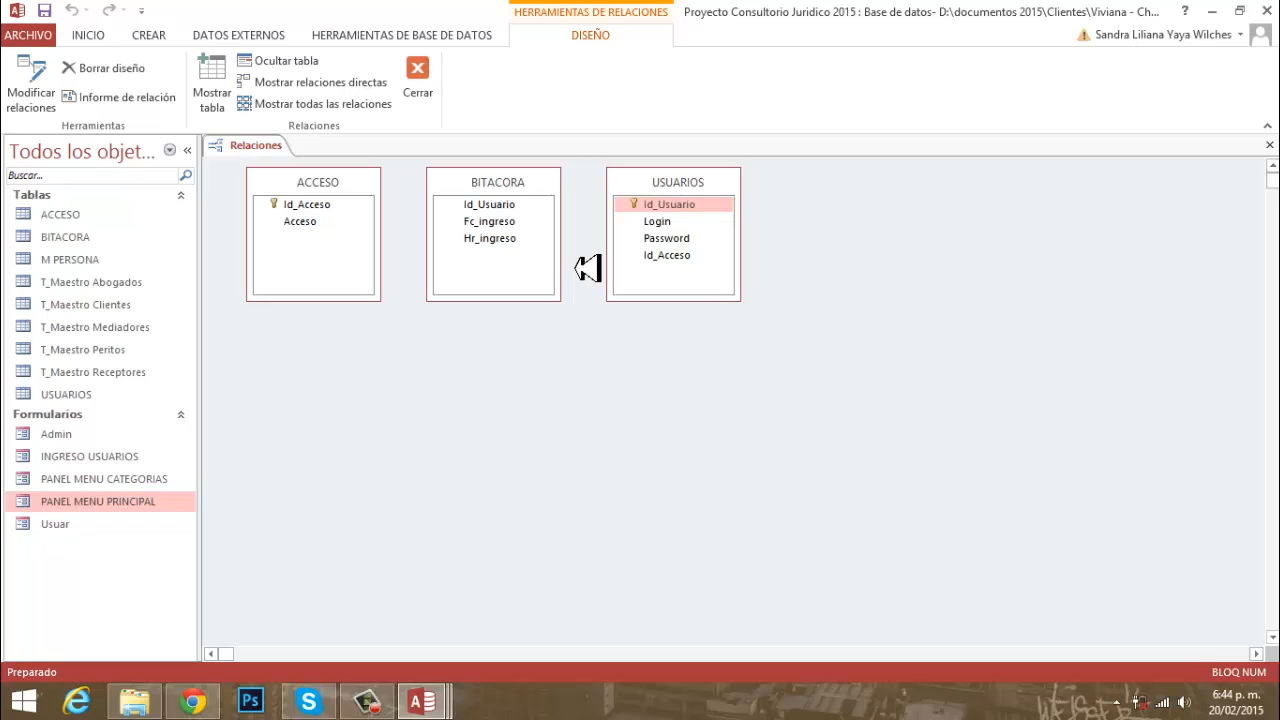 HERRAMIENTAS DE RELACIONES
Proyecto Consultorio Juridico 2015 : Base de datos- D:\documentos 2015\Clientes\Viviana - Ch...
ARCHIVO INICIO CREAR DATOS EXTERNOS HERRAMIENTAS DE BASE DE DATOS DISEÑO
Sandra Liliana Yaya Wilches
Modificar relaciones
Borrar diseño
Informe de relación
Herramientas
Mostrar tabla
Ocultar tabla
Mostrar relaciones directas
Mostrar todas las relaciones
Relaciones
Cerrar
Todos los objet...
Buscar...
Tablas
ACCESO
BITACORA
M PERSONA
T_Maestro Abogados
T_Maestro Clientes
T_Maestro Mediadores
T_Maestro Peritos
T_Maestro Receptores
USUARIOS
Formularios
Admin
INGRESO USUARIOS
PANEL MENU CATEGORIAS
PANEL MENU PRINCIPAL
Usuar
Relaciones
ACCESO
Id_Acceso
Acceso
BITACORA
Id_Usuario
Fc_ingreso
Hr_ingreso
USUARIOS
Id_Usuario
Login
Password
Id_Acceso
Preparado
BLOQ NUM
Ps
6:44 p. m.
20/02/2015